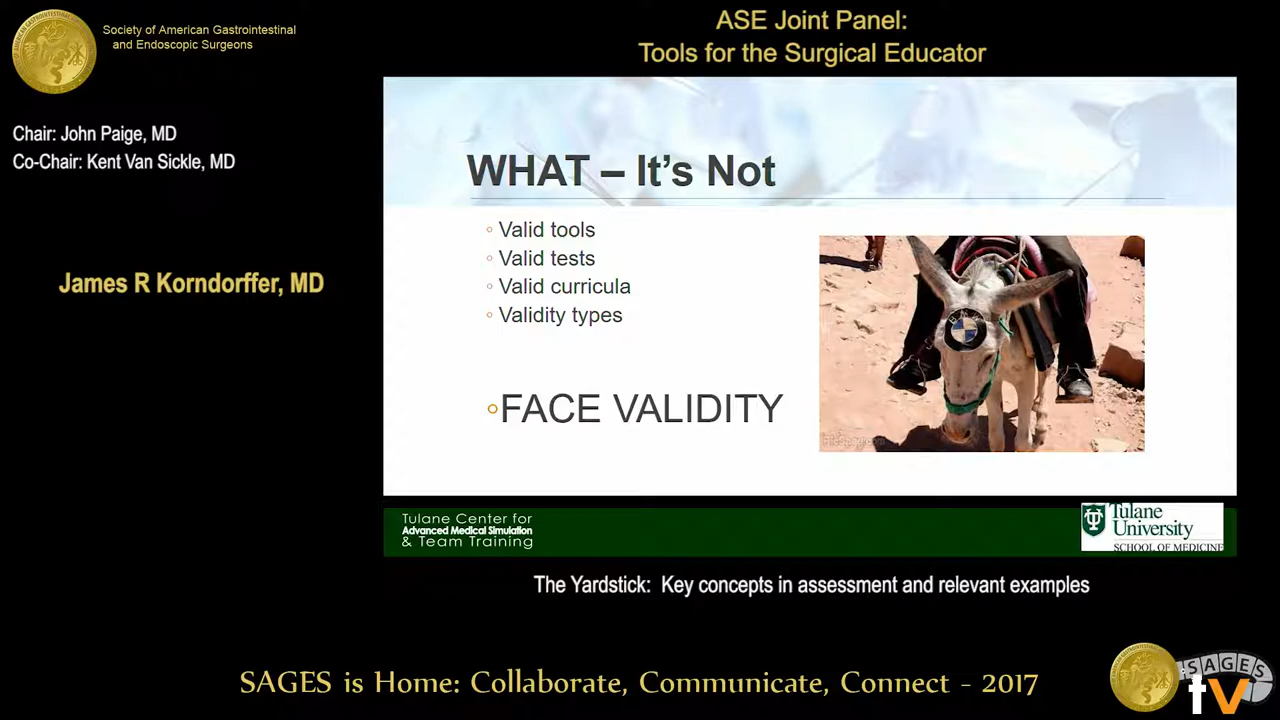 Society of American Gastrointestinal
and Endoscopic Surgeons
ASE Joint Panel:
Tools for the Surgical Educator
Chair: John Paige, MD
Co-Chair: Kent Van Sickle, MD
James R Korndorffer, MD
WHAT – It's Not
◦ Valid tools
◦ Valid tests
◦ Valid curricula
◦ Validity types
◦FACE VALIDITY
BMW
Tulane Center for
Advanced Medical Simulation
& Team Training
Tulane
University
SCHOOL OF MEDICINE
The Yardstick: Key concepts in assessment and relevant examples
SAGES is Home: Collaborate, Communicate, Connect - 2017
SAGES
tv